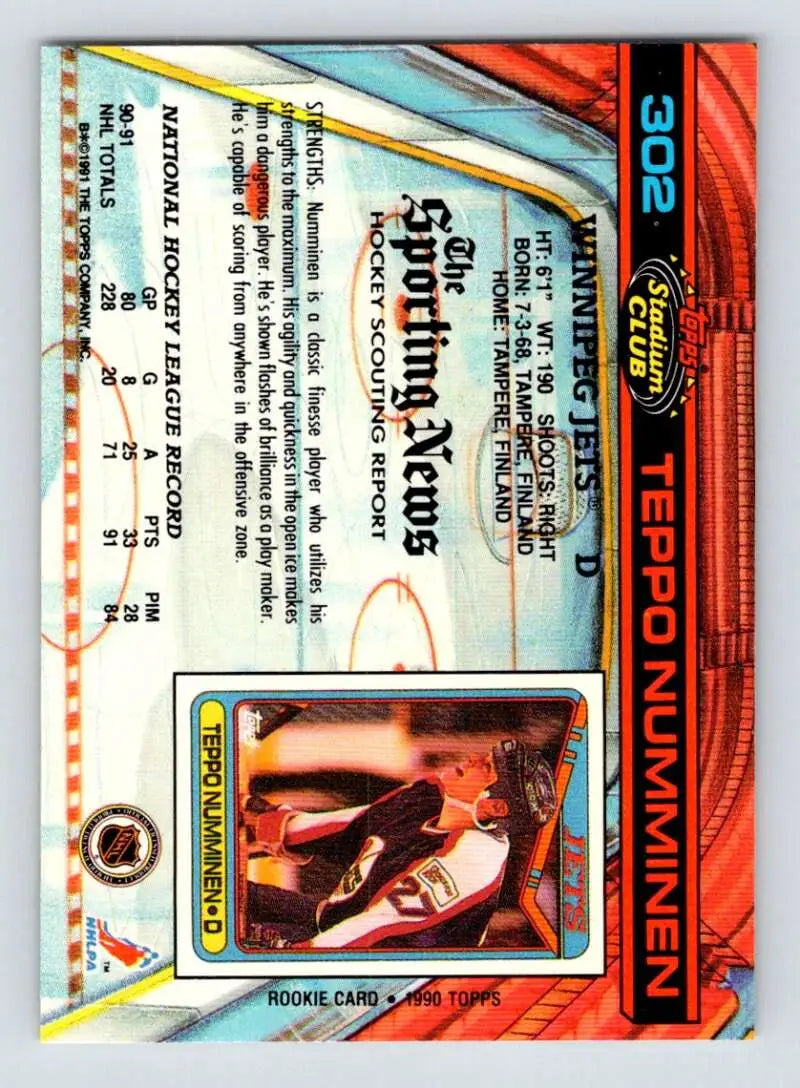 302
topps
Stadium
CLUB
TEPPO NUMMINEN
WINNIPEG JETS® D
HT: 6'1" WT: 190 SHOOTS: RIGHT
BORN: 7-3-68, TAMPERE, FINLAND
HOME: TAMPERE, FINLAND
The
Sporting News
HOCKEY SCOUTING REPORT
STRENGTHS: Numminen is a classic finesse player who utilizes his
strengths to the maximum. His agility and quickness in the open ice makes
him a dangerous player. He's shown flashes of brilliance as a play maker.
He's capable of scoring from anywhere in the offensive zone.
NATIONAL HOCKEY LEAGUE RECORD
GP G A PTS PIM
90-91 80 8 25 33 28
NHL TOTALS 228 20 71 91 84
B*©1991 THE TOPPS COMPANY, INC.
JETS
27
topps
TEPPO NUMMINEN • D
ROOKIE CARD • 1990 TOPPS
NHL
NHLPA
TM